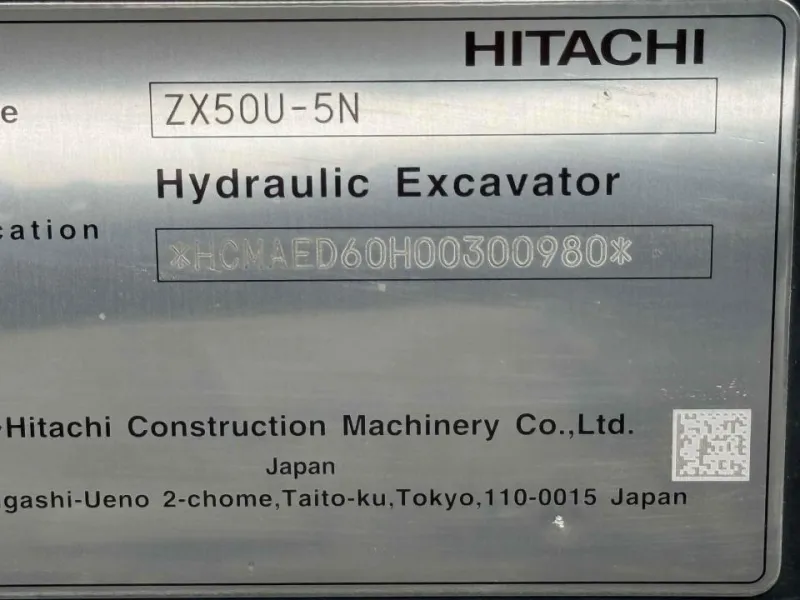 HITACHI
e
ZX50U-5N
Hydraulic Excavator
cation
*HCMAED60H00300980*
Hitachi Construction Machinery Co.,Ltd.
Japan
gashi-Ueno 2-chome,Taito-ku,Tokyo,110-0015 Japan